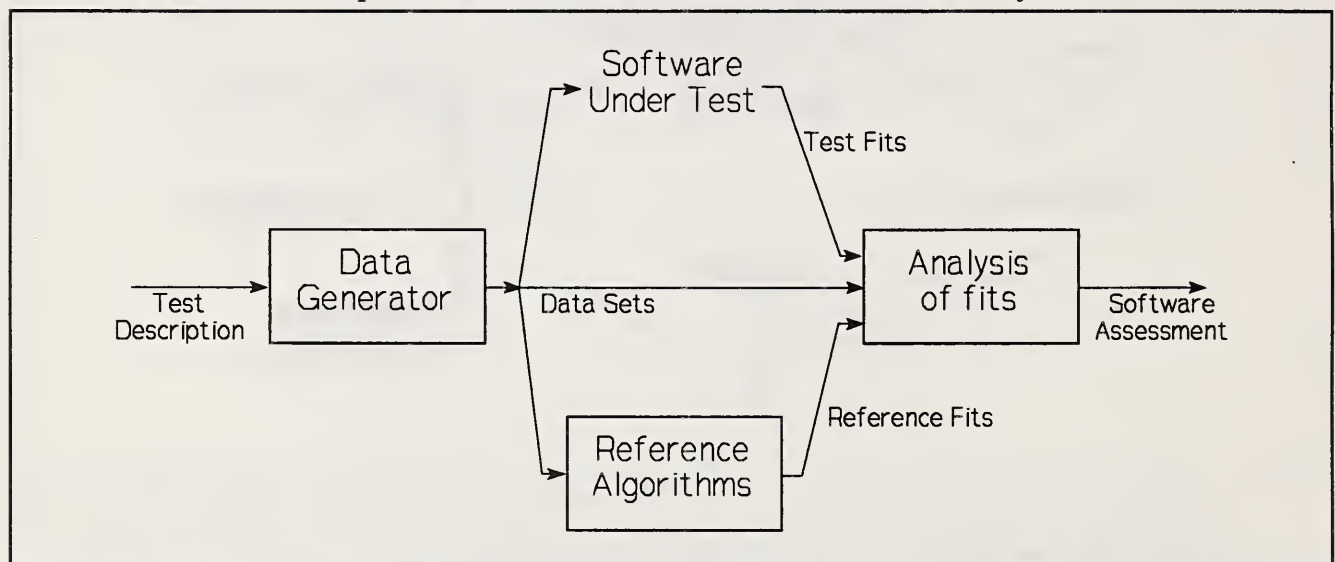 Software
Under Test
Test Fits
Data
Generator
Analysis
of fits
Test
Description
Data Sets
Software
Assessment
Reference Fits
Reference
Algorithms